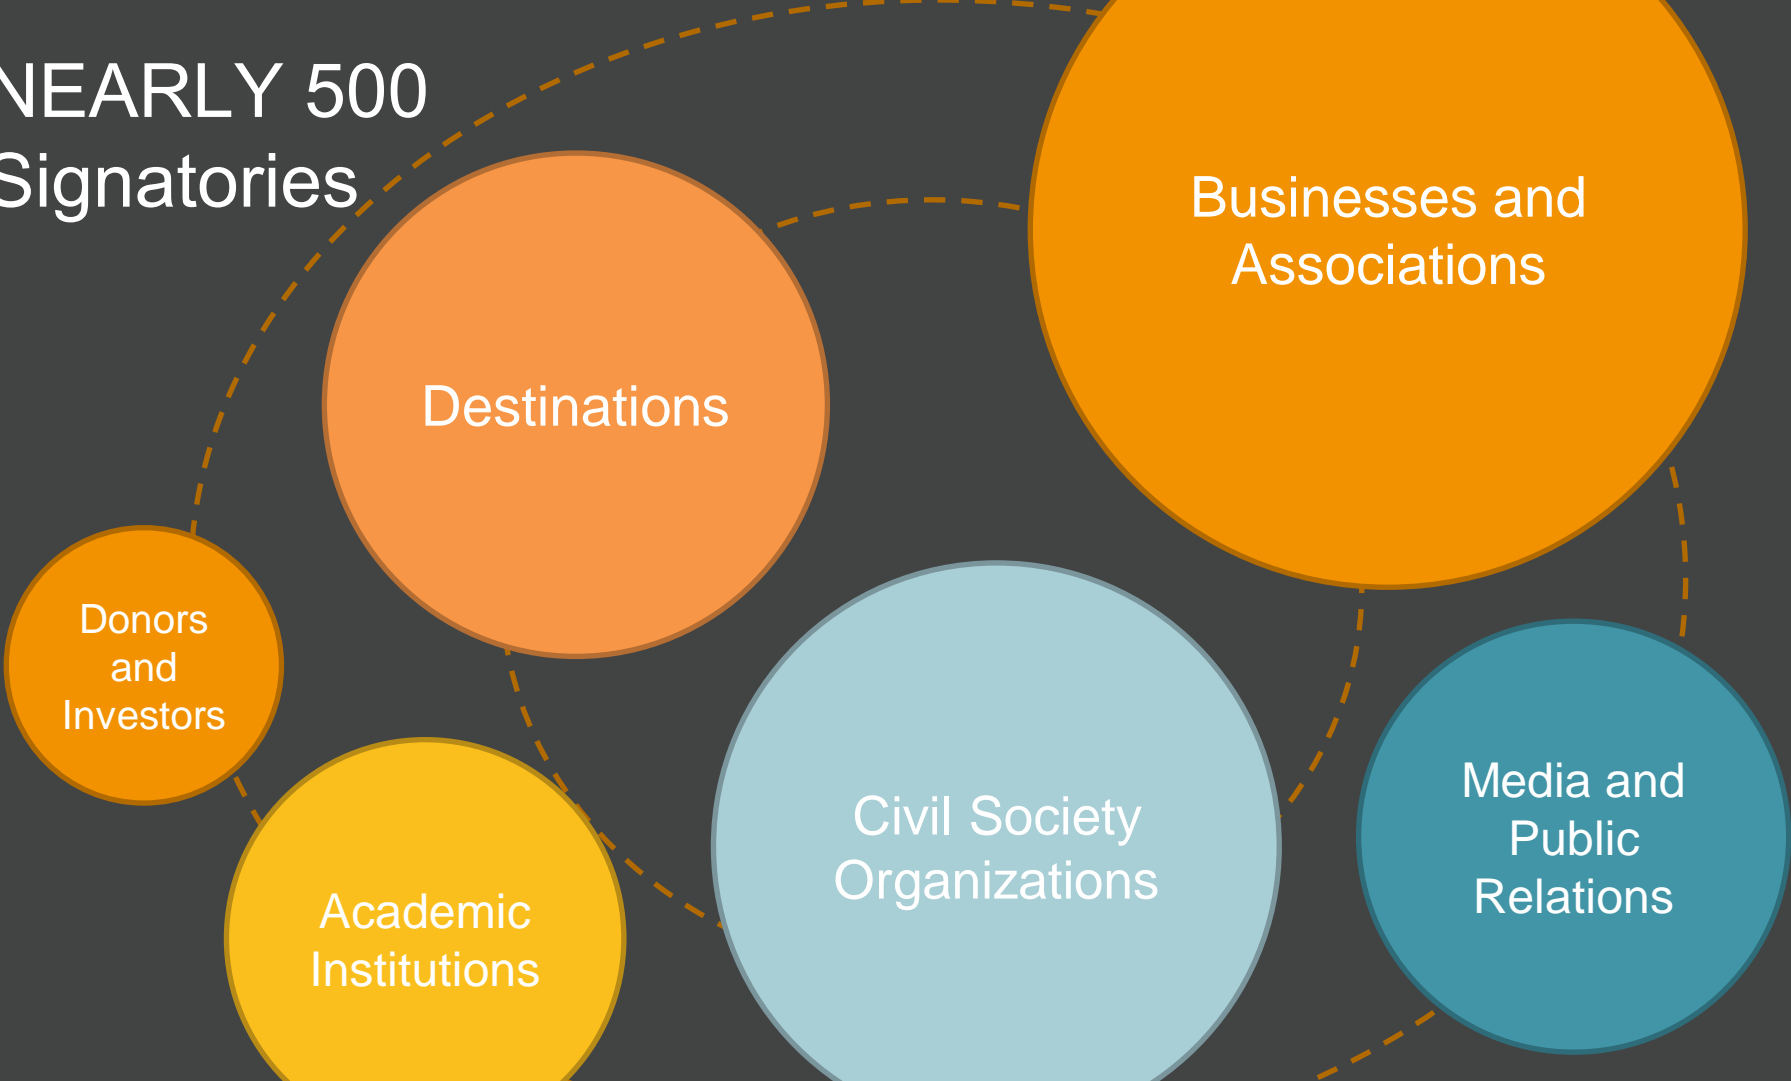 NEARLY 500
Signatories
Businesses and
Associations
Destinations
Donors
and
Investors
Civil Society
Organizations
Media and
Public
Relations
Academic
Institutions